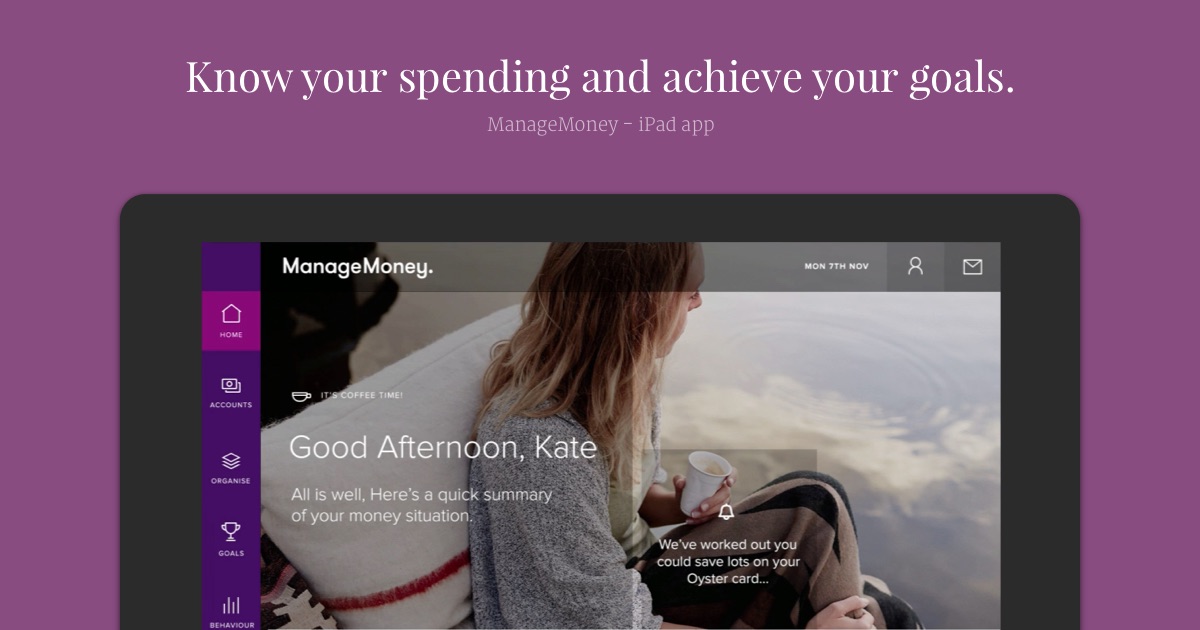 Know your spending and achieve your goals.
ManageMoney – iPad app
ManageMoney.
MON 7TH NOV
HOME
ACCOUNTS
ORGANISE
GOALS
BEHAVIOUR
IT'S COFFEE TIME!
Good Afternoon, Kate
All is well, Here's a quick summary
of your money situation.
We've worked out you
could save lots on your
Oyster card...